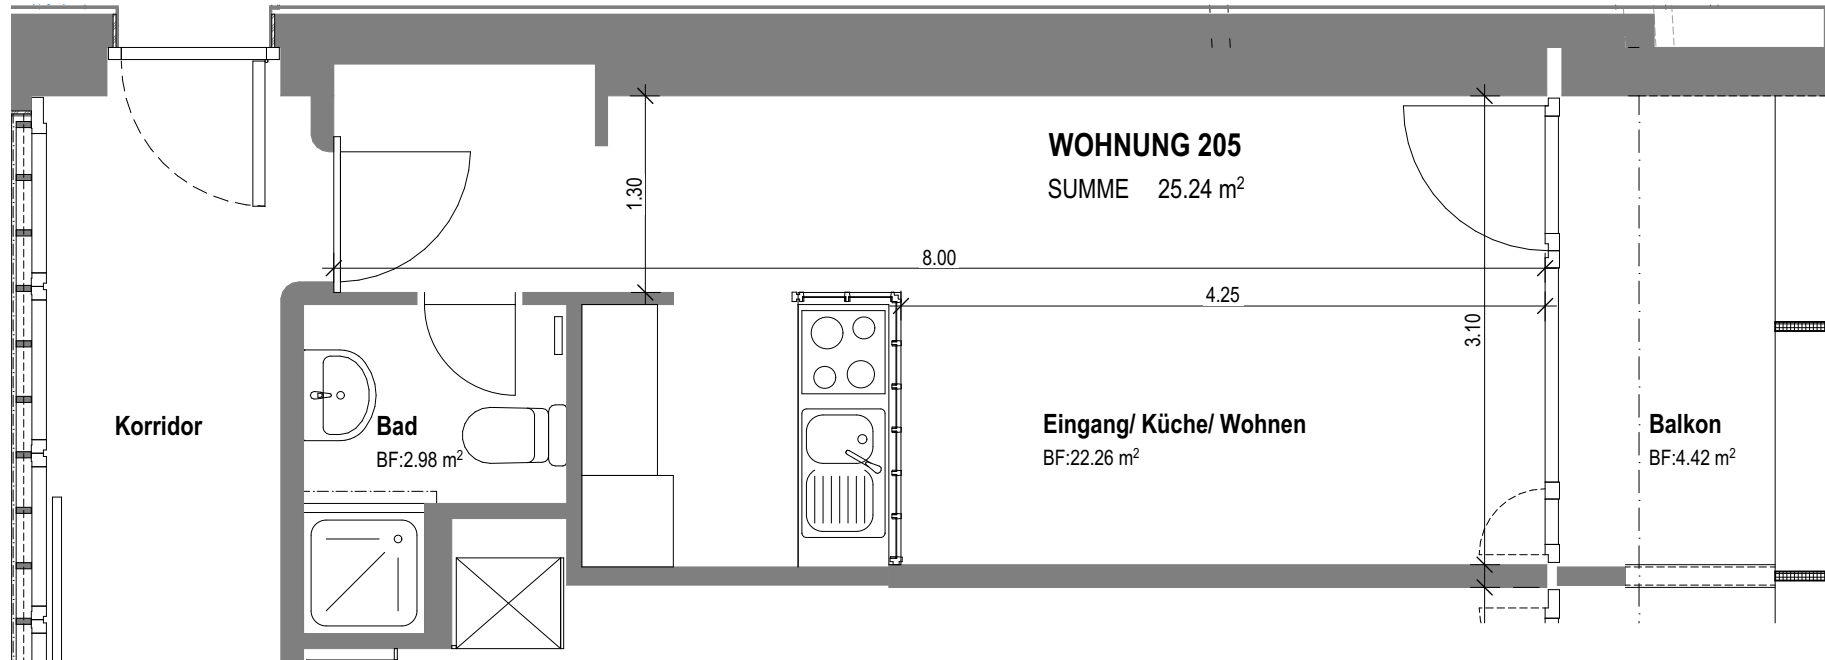 WOHNUNG 205
SUMME 25.24 m²
1.30
8.00
4.25
3.10
Korridor
Bad
BF:2.98 m²
Eingang/ Küche/ Wohnen
BF:22.26 m²
Balkon
BF:4.42 m²